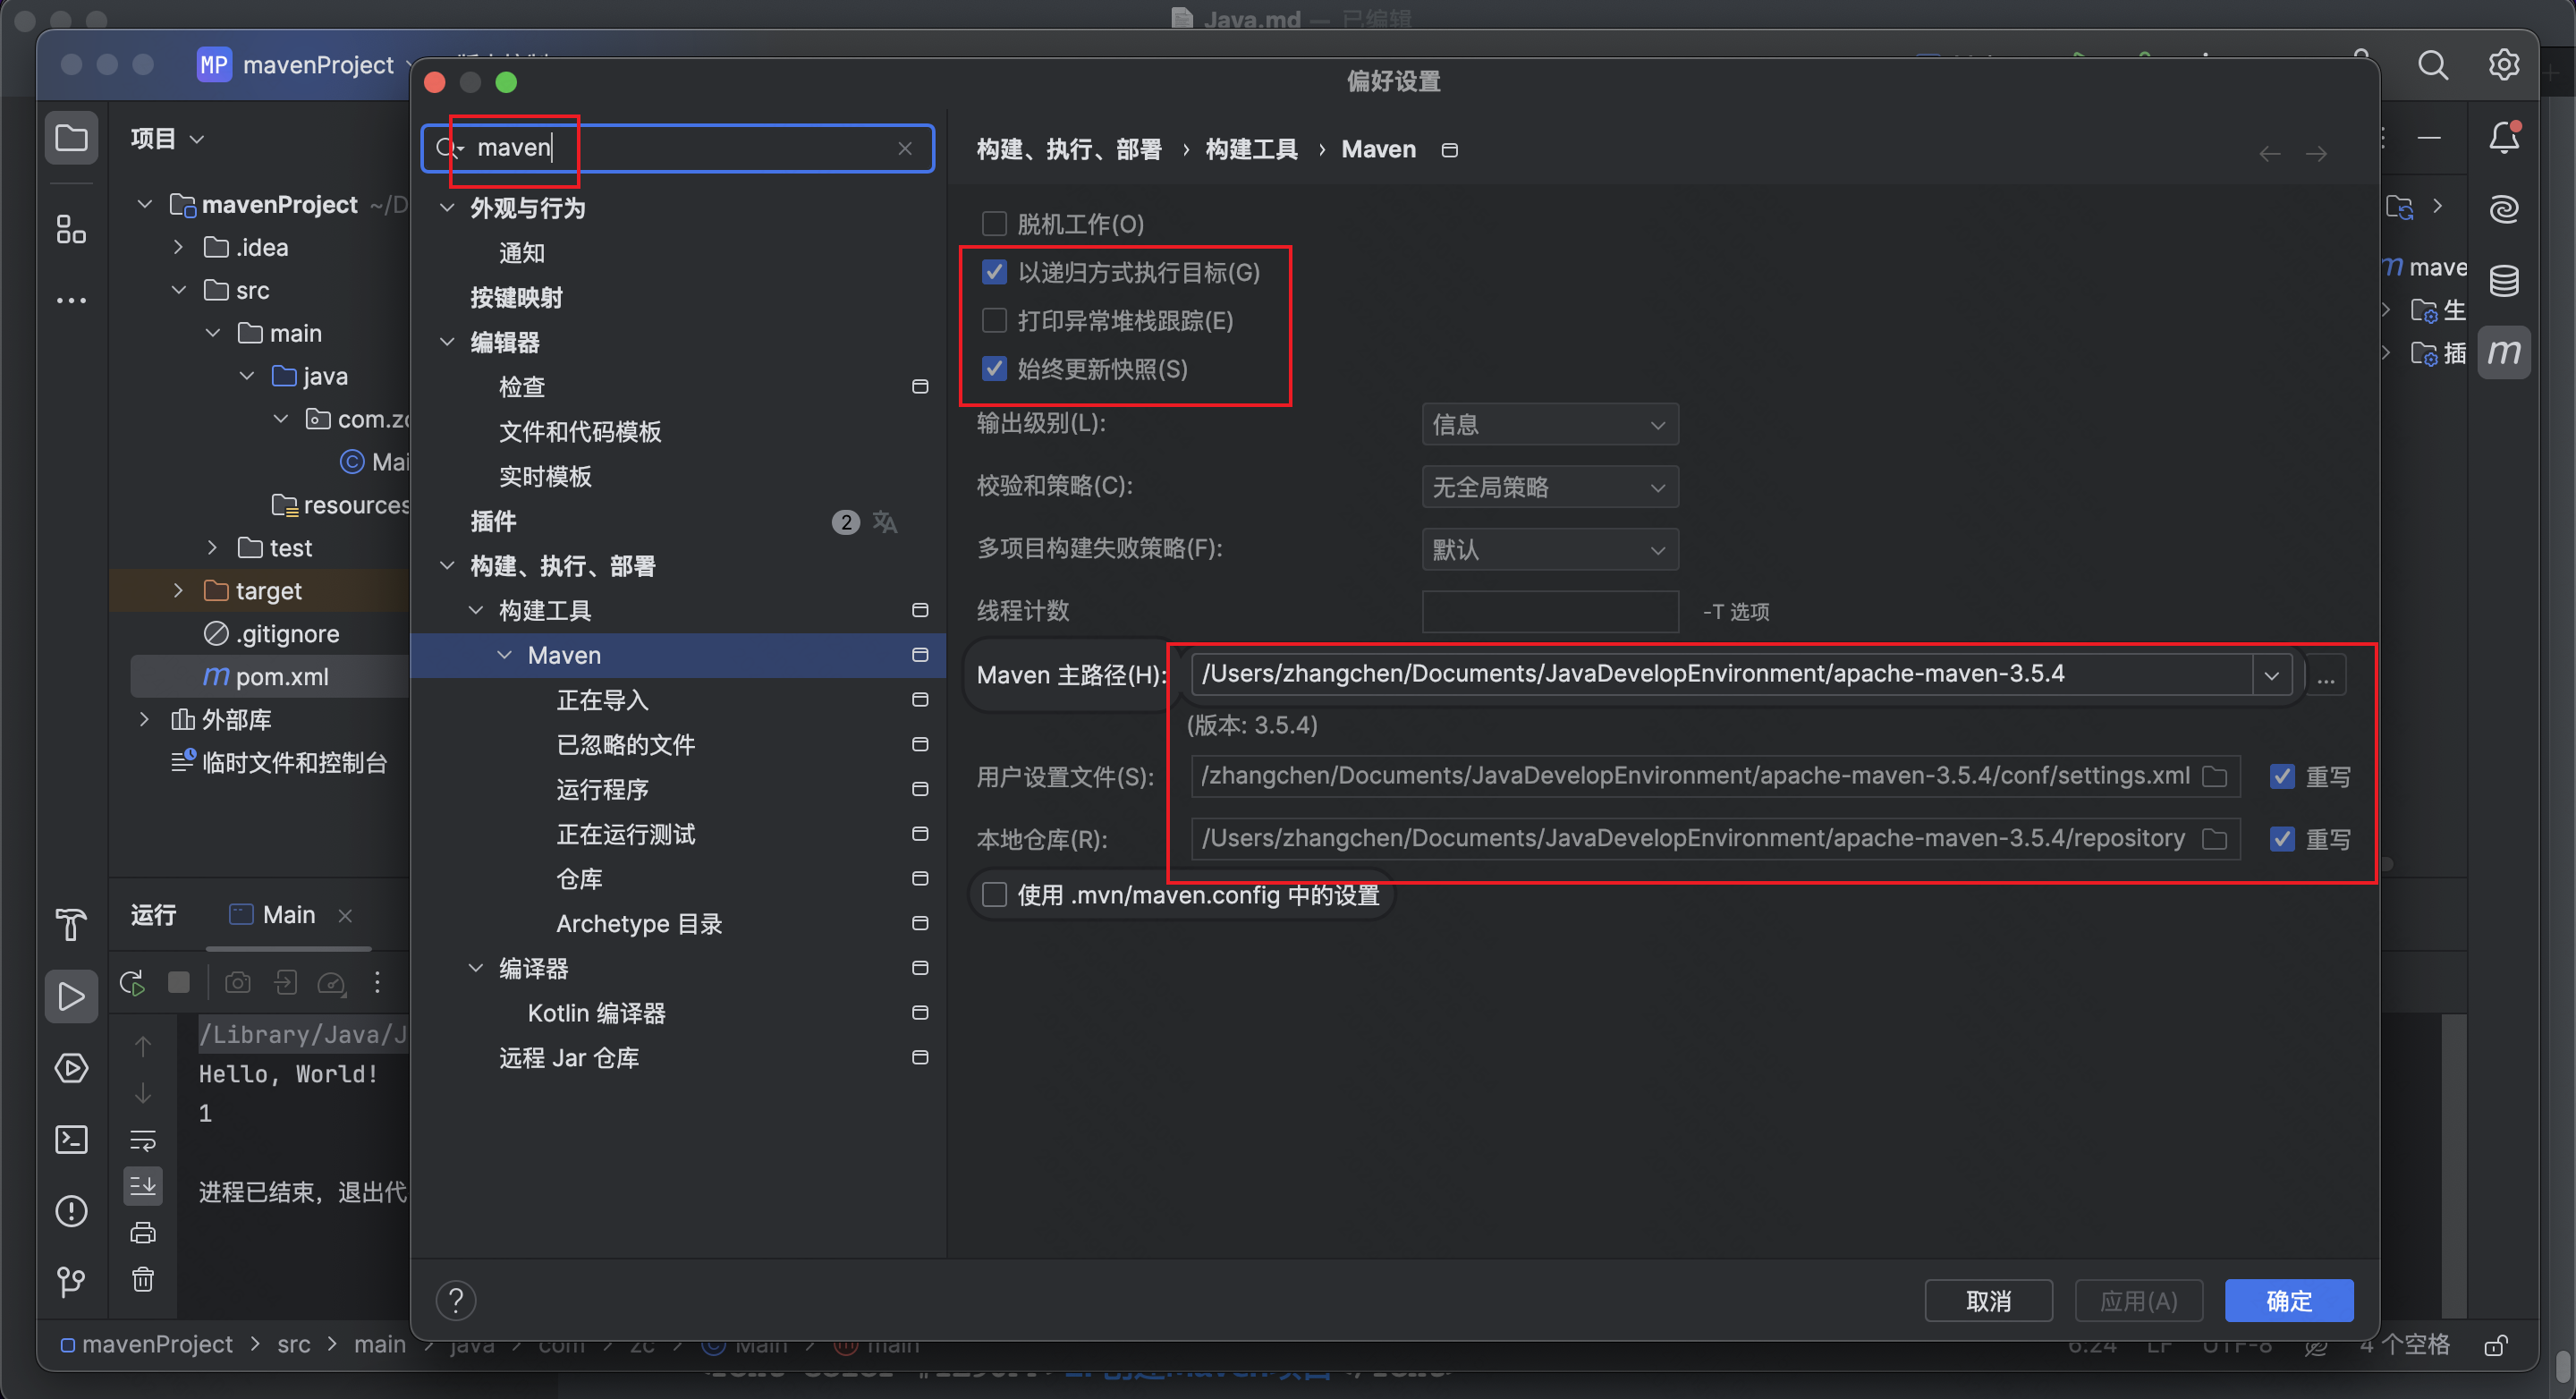 Java.md — 已编辑
MP mavenProject
偏好设置
项目
mavenProject ~/D
.idea
src
main
java
com.zc
Mai
resources
test
target
.gitignore
m pom.xml
外部库
临时文件和控制台
maven
外观与行为
通知
按键映射
编辑器
检查
文件和代码模板
实时模板
插件 2
构建、执行、部署
构建工具
Maven
正在导入
已忽略的文件
运行程序
正在运行测试
仓库
Archetype 目录
编译器
Kotlin 编译器
远程 Jar 仓库
构建、执行、部署 › 构建工具 › Maven
脱机工作(O)
以递归方式执行目标(G)
打印异常堆栈跟踪(E)
始终更新快照(S)
输出级别(L): 信息
校验和策略(C): 无全局策略
多项目构建失败策略(F): 默认
线程计数 -T 选项
Maven 主路径(H): /Users/zhangchen/Documents/JavaDevelopEnvironment/apache-maven-3.5.4 ...
(版本: 3.5.4)
用户设置文件(S): /zhangchen/Documents/JavaDevelopEnvironment/apache-maven-3.5.4/conf/settings.xml 重写
本地仓库(R): /Users/zhangchen/Documents/JavaDevelopEnvironment/apache-maven-3.5.4/repository 重写
使用 .mvn/maven.config 中的设置
m mave
生
插
m
运行 Main
/Library/Java/J
Hello, World!
1
进程已结束，退出代
? 取消 应用(A) 确定
mavenProject > src > main > java > com > zc > Main > main
6:24 LF UTF-8 4 个空格
创建Maven项目